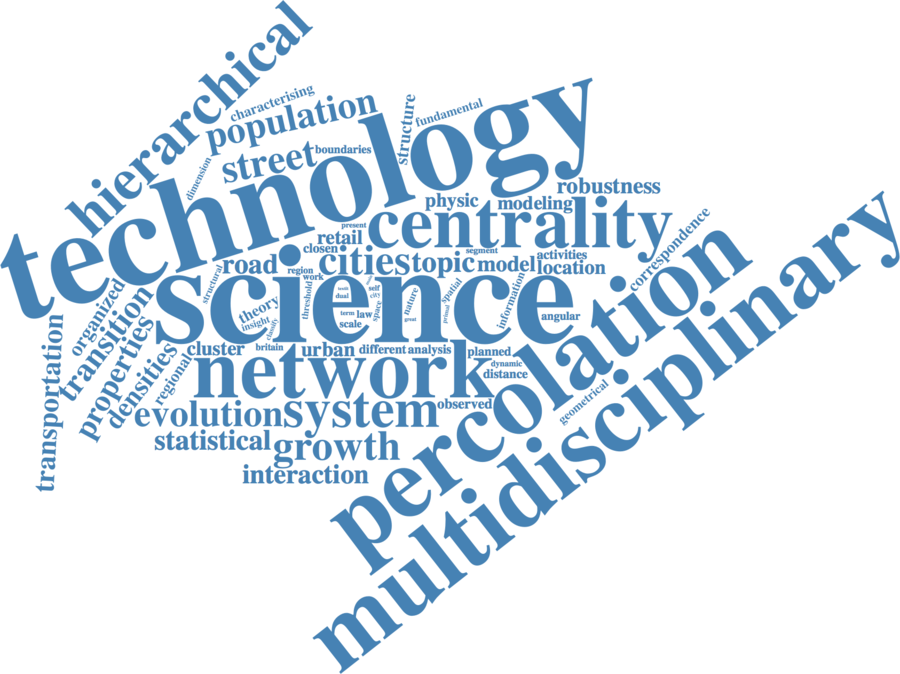 hierarchical
characterising
population
structure
fundamental
technology
street
boundaries
dimension
robustness
physic
modeling
centrality
correspondence
present
retail
closen
segment
activities
road
region
work
cities
topic
model
location
structural
multidisciplinary
percolation
organized
transition
science
theory
insight
classify
threshold
dual
self
city
term
law
scale
space
nature
great
spatial
information
angular
transportation
properties
densities
regional
cluster
britain
urban
different
analysis
planned
dynamic
distance
network
geometrical
evolution
system
observed
statistical
growth
interaction